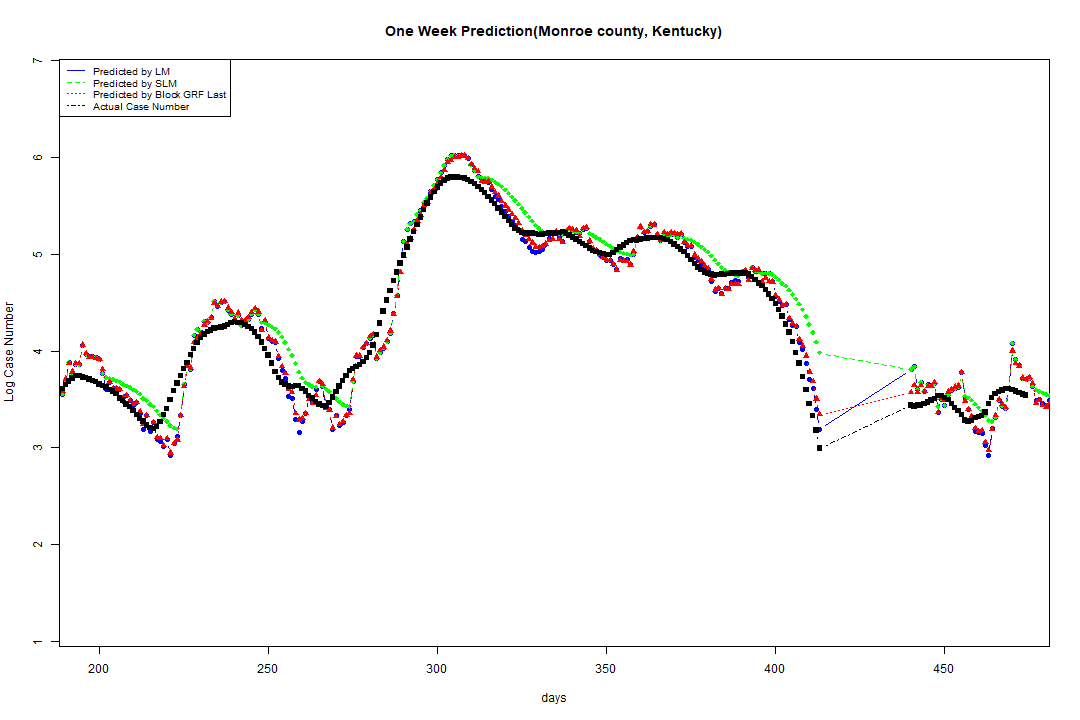 One Week Prediction(Monroe county, Kentucky)
Predicted by LM
Predicted by SLM
Predicted by Block GRF Last
Actual Case Number
7
6
5
4
3
2
1
Log Case Number
200 250 300 350 400 450
days